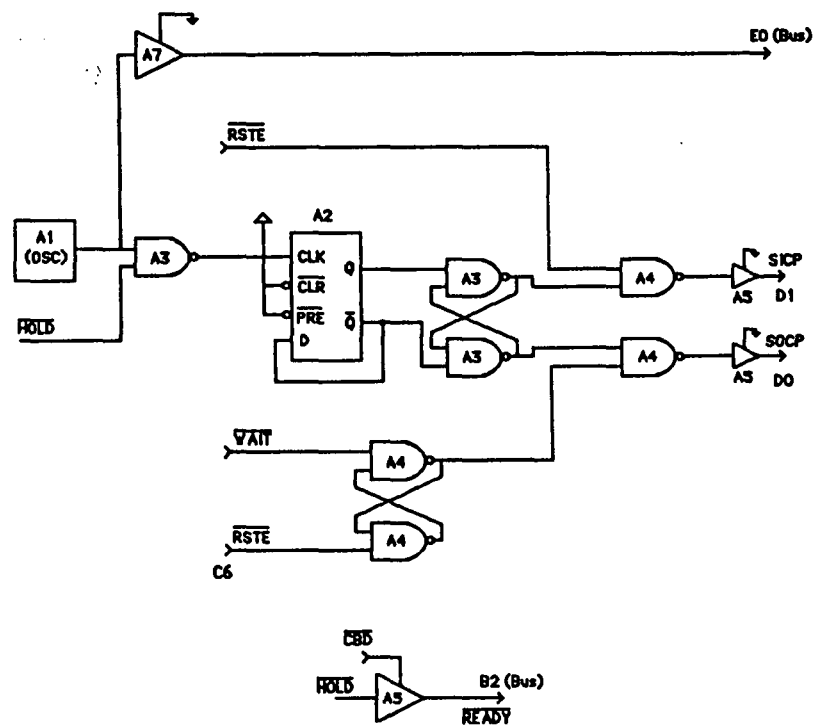 A7
E0 (Bus)
RSTE
A1
(OSC)
A3
A2
CLK
Q
CLR
PRE
Q
D
A3
A3
A4
A4
A5
SICP
D1
A5
SOCP
D0
HOLD
WAIT
A4
RSTE
A4
C6
CBD
HOLD
A5
B2 (Bus)
READY